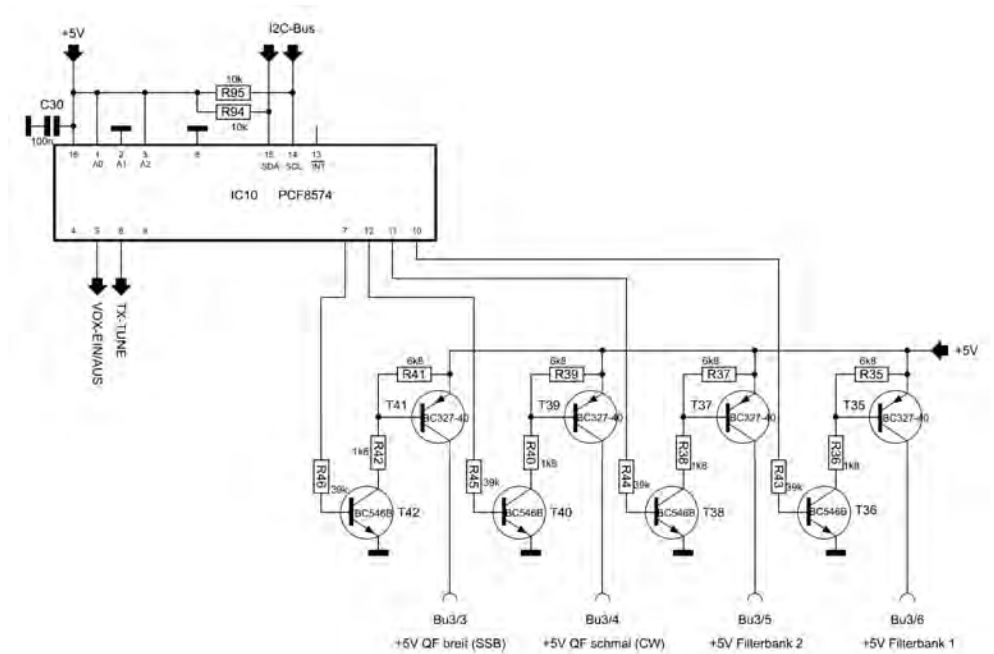 +5V
I2C-Bus
10k
R95
C30
R94
100n
10k
16 1 2 3 8 15 14 13
A0 A1 A2 SDA SCL INT
IC10 PCF8574
4 5 6 9 7 12 11 10
VOX-EIN/AUS
TX-TUNE
+5V
6k8 6k8 6k8 6k8
R41 R39 R37 R35
T41 T39 T37 T35
BC327-40 BC327-40 BC327-40 BC327-40
R42 R40 R38 R36
1k8 1k8 1k8 1k8
R46 R45 R44 R43
39k 39k 39k 39k
BC546B T42 BC546B T40 BC546B T38 BC546B T36
Bu3/3 Bu3/4 Bu3/5 Bu3/6
+5V QF breit (SSB) +5V QF schmal (CW) +5V Filterbank 2 +5V Filterbank 1